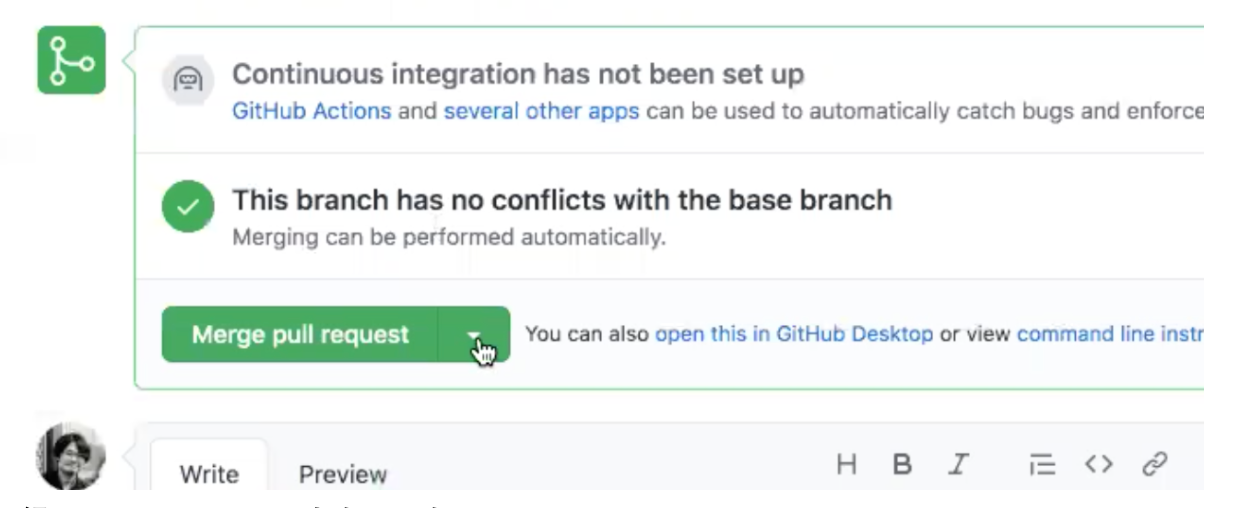 Continuous integration has not been set up
GitHub Actions and several other apps can be used to automatically catch bugs and enforce
This branch has no conflicts with the base branch
Merging can be performed automatically.
Merge pull request
You can also open this in GitHub Desktop or view command line instr
Write
Preview
H B I